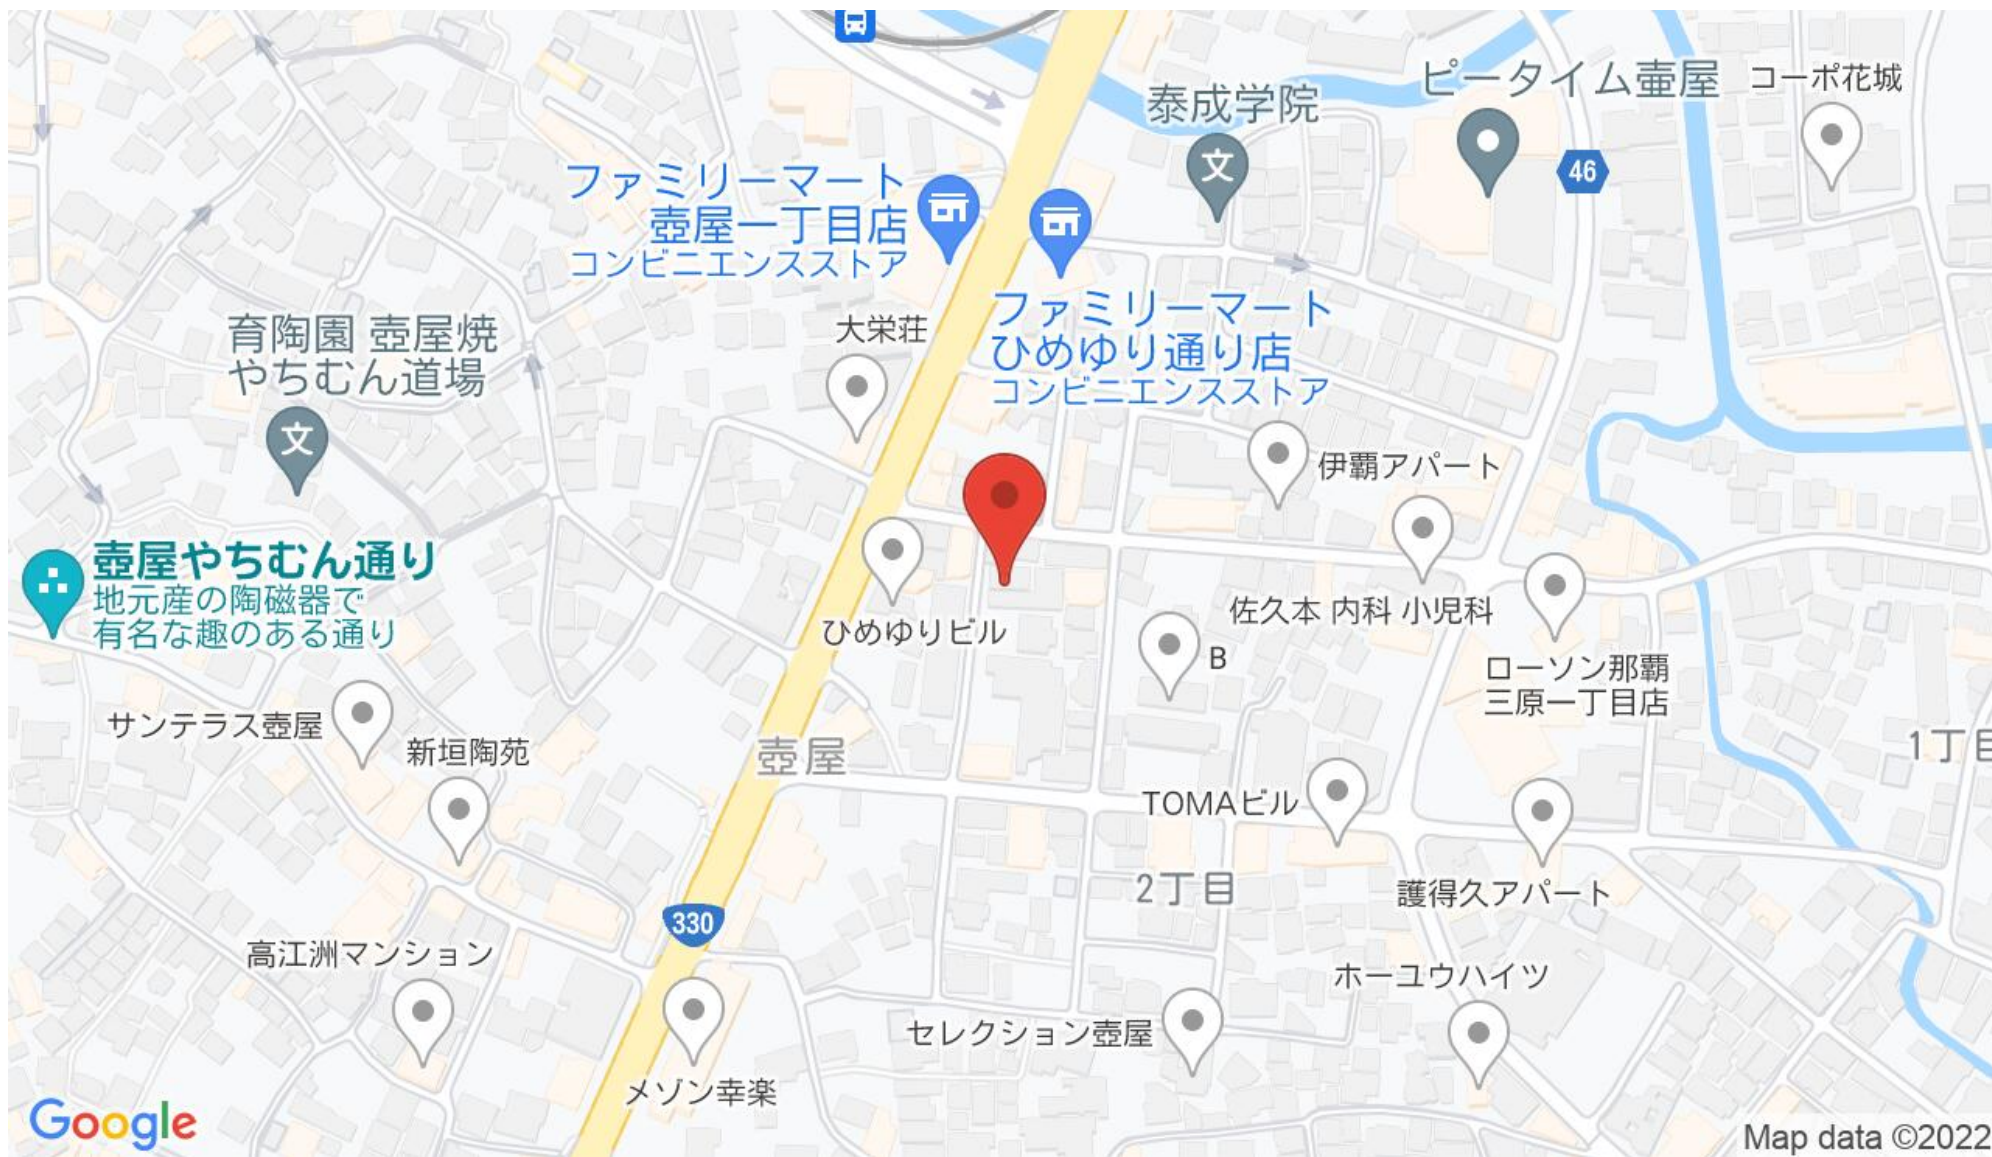 ピータイム壷屋
コーポ花城
泰成学院
文
46
ファミリーマート
壺屋一丁目店
コンビニエンスストア
ファミリーマート
ひめゆり通り店
コンビニエンスストア
大栄荘
育陶園 壺屋焼
やちむん道場
文
伊覇アパート
壺屋やちむん通り
地元産の陶磁器で
有名な趣のある通り
ひめゆりビル
佐久本 内科 小児科
B
ローソン那覇
三原一丁目店
サンテラス壺屋
新垣陶苑
壺屋
1丁目
TOMAビル
2丁目
護得久アパート
330
高江洲マンション
ホーユウハイツ
セレクション壺屋
メゾン幸楽
Google
Map data ©2022